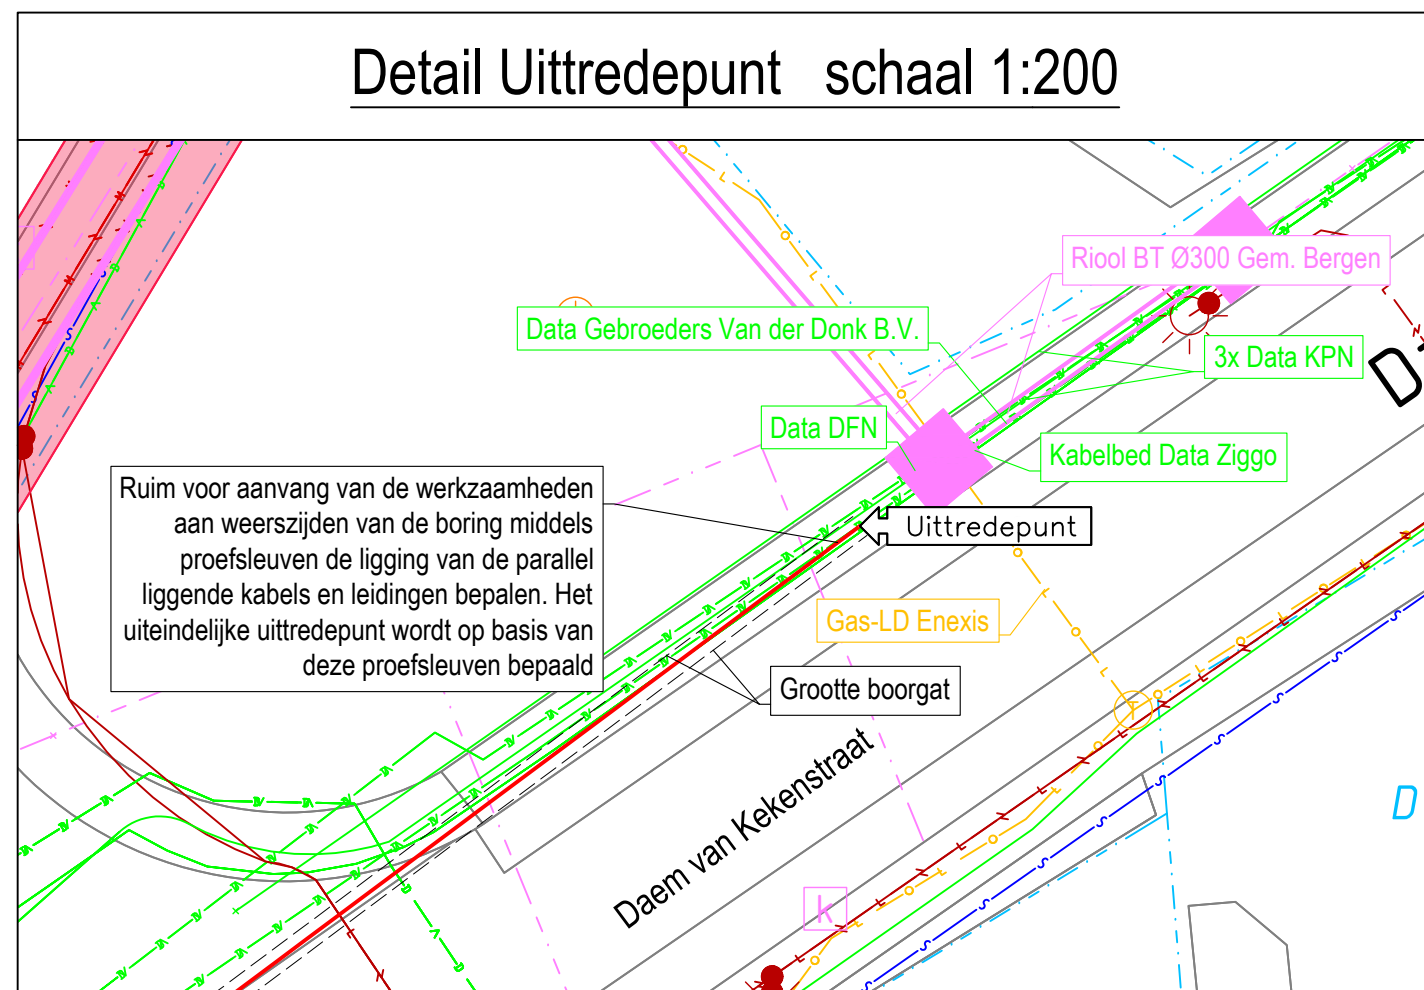 Detail Uittredepunt schaal 1:200
Riool BT Ø300 Gem. Bergen
Data Gebroeders Van der Donk B.V.
3x Data KPN
Data DFN
Kabelbed Data Ziggo
Ruim voor aanvang van de werkzaamheden
aan weerszijden van de boring middels
proefsleuven de ligging van de parallel
liggende kabels en leidingen bepalen. Het
uiteindelijke uittredepunt wordt op basis van
deze proefsleuven bepaald
Uittredepunt
Gas-LD Enexis
Grootte boorgat
Daem van Kekenstraat
k
D
D
T